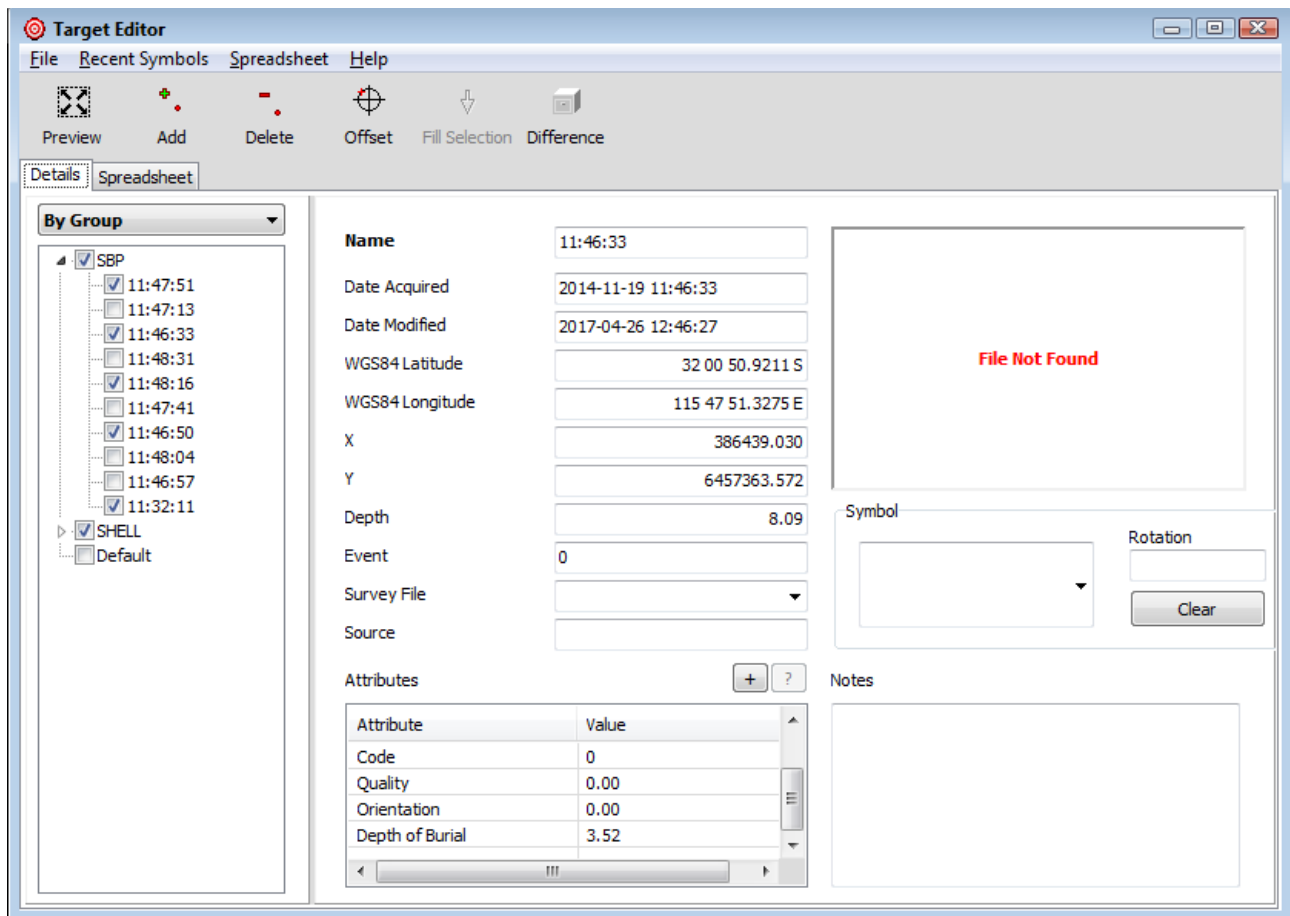 Target Editor
File Recent Symbols Spreadsheet Help
Preview Add Delete Offset Fill Selection Difference
Details Spreadsheet
By Group
SBP
11:47:51
11:47:13
11:46:33
11:48:31
11:48:16
11:47:41
11:46:50
11:48:04
11:46:57
11:32:11
SHELL
Default
Name 11:46:33
Date Acquired 2014-11-19 11:46:33
Date Modified 2017-04-26 12:46:27
WGS84 Latitude 32 00 50.9211 S
WGS84 Longitude 115 47 51.3275 E
X 386439.030
Y 6457363.572
Depth 8.09
Event 0
Survey File
Source
Attributes + ?
Attribute Value
Code 0
Quality 0.00
Orientation 0.00
Depth of Burial 3.52
File Not Found
Symbol
Rotation
Clear
Notes